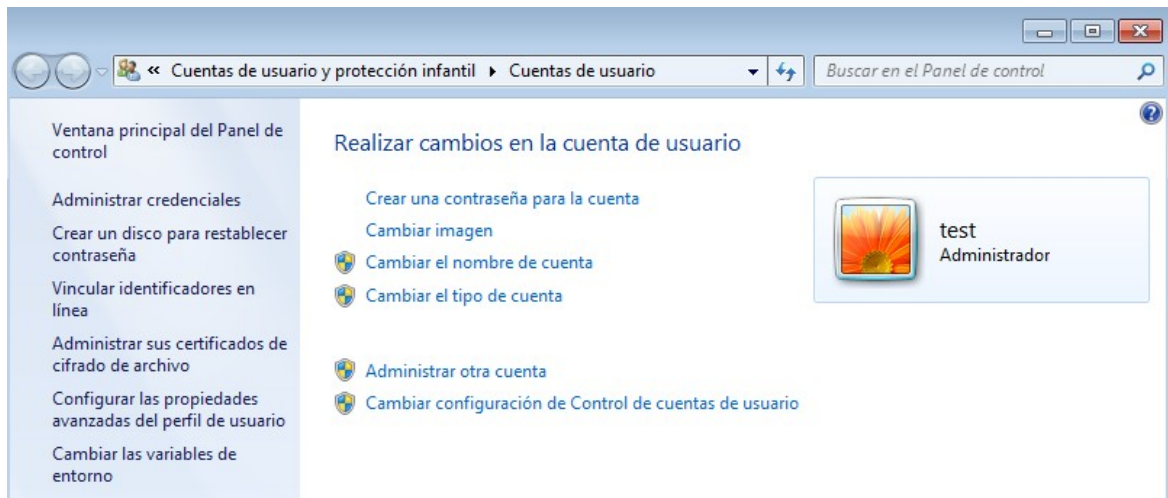 « Cuentas de usuario y protección infantil ▸ Cuentas de usuario
Buscar en el Panel de control
Ventana principal del Panel de
control
Administrar credenciales
Crear un disco para restablecer
contraseña
Vincular identificadores en
línea
Administrar sus certificados de
cifrado de archivo
Configurar las propiedades
avanzadas del perfil de usuario
Cambiar las variables de
entorno
Realizar cambios en la cuenta de usuario
Crear una contraseña para la cuenta
Cambiar imagen
Cambiar el nombre de cuenta
Cambiar el tipo de cuenta
Administrar otra cuenta
Cambiar configuración de Control de cuentas de usuario
test
Administrador